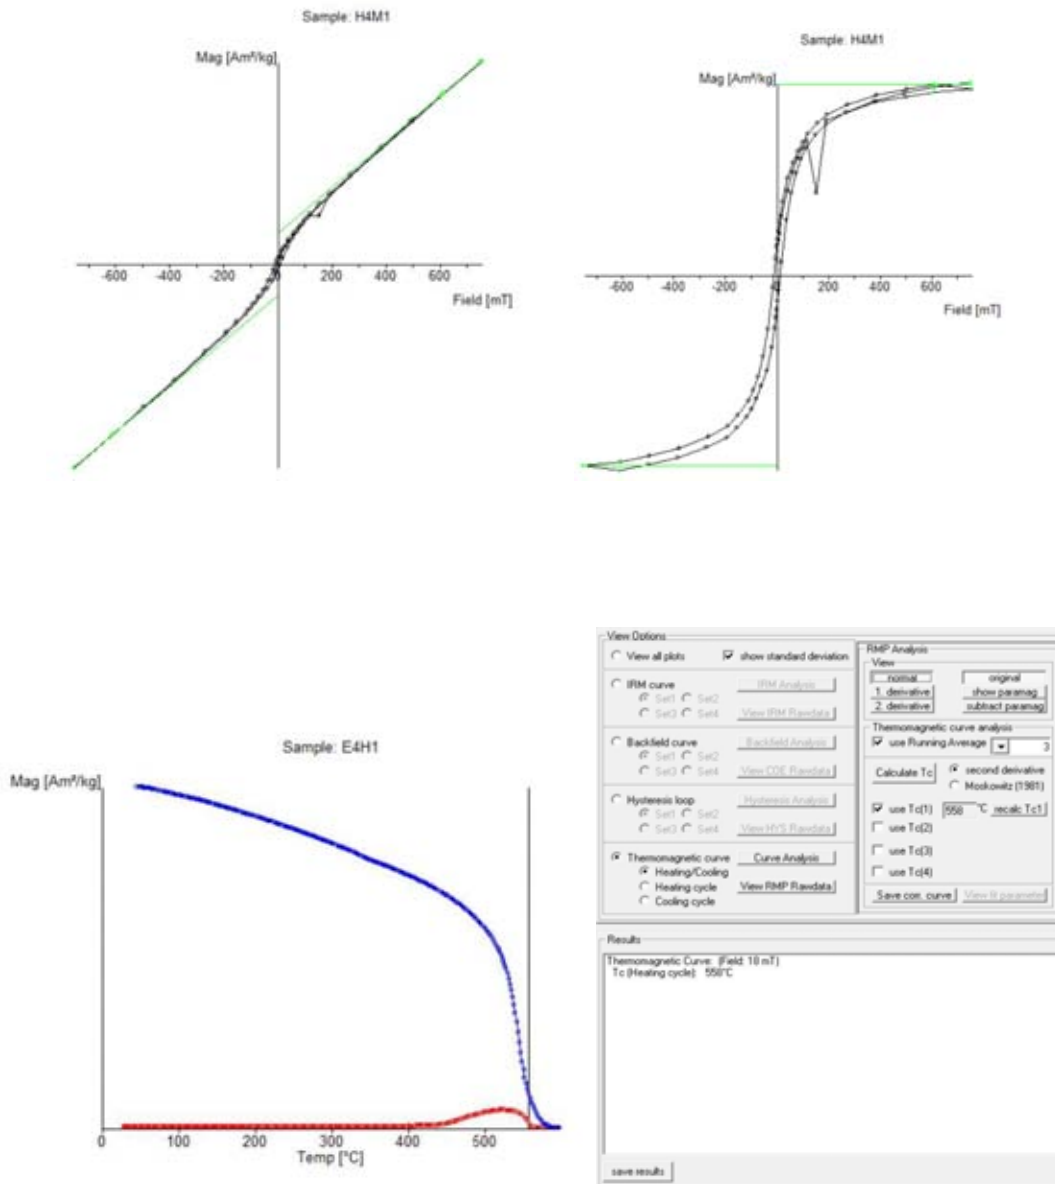 Sample: H4M1
Mag [Am²/kg]
-600 -400 -200 200 400 600
Field [mT]
Sample: H4M1
Mag [Am²/kg]
-600 -400 -200 200 400 600
Field [mT]
Sample: E4H1
Mag [Am²/kg]
0 100 200 300 400 500
Temp [°C]
View Options
View all plots show standard deviation
IRM curve IRM Analysis
Set1 Set2
Set3 Set4 View IRM Rawdata
Backfield curve Backfield Analysis
Set1 Set2
Set3 Set4 View COE Rawdata
Hysteresis loop Hysteresis Analysis
Set1 Set2
Set3 Set4 View HYS Rawdata
Thermomagnetic curve Curve Analysis
Heating/Cooling
Heating cycle View RMP Rawdata
Cooling cycle
RMP Analysis
View
normal original
1. derivative show paramag
2. derivative subtract paramag
Thermomagnetic curve analysis
use Running Average 3
Calculate Tc second derivative
Moskowitz (1981)
use Tc(1) 558 °C recalc Tc1
use Tc(2)
use Tc(3)
use Tc(4)
Save corr. curve View fit parameter
Results
Thermomagnetic Curve: (Field: 18 mT)
Tc (Heating cycle): 558°C
save results